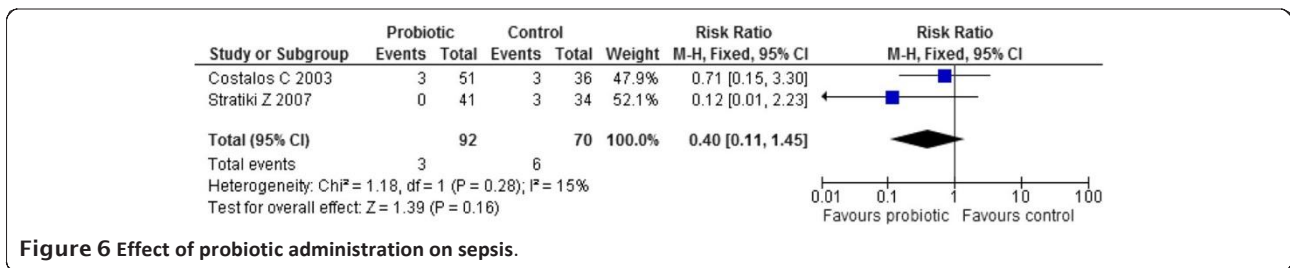 Probiotic Control Risk Ratio Risk Ratio
Study or Subgroup Events Total Events Total Weight M-H, Fixed, 95% CI M-H, Fixed, 95% CI
Costalos C 2003 3 51 3 36 47.9% 0.71 [0.15, 3.30]
Stratiki Z 2007 0 41 3 34 52.1% 0.12 [0.01, 2.23]
Total (95% CI) 92 70 100.0% 0.40 [0.11, 1.45]
Total events 3 6
Heterogeneity: Chi² = 1.18, df = 1 (P = 0.28); I² = 15%
Test for overall effect: Z = 1.39 (P = 0.16)
0.01 0.1 1 10 100
Favours probiotic Favours control
Figure 6 Effect of probiotic administration on sepsis.